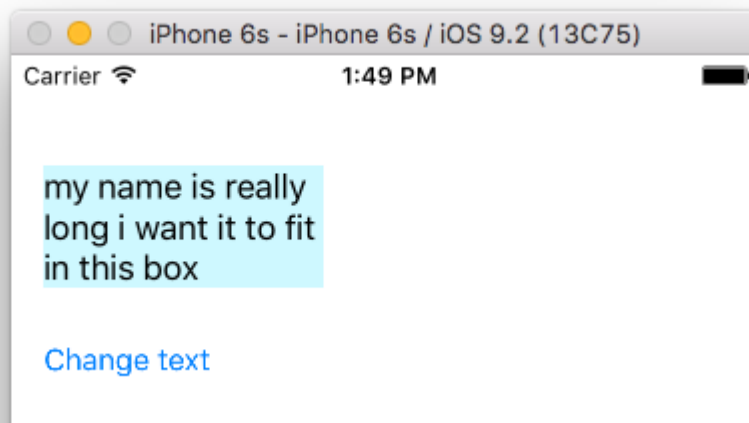 iPhone 6s - iPhone 6s / iOS 9.2 (13C75)
Carrier 1:49 PM
my name is really
long i want it to fit
in this box
Change text